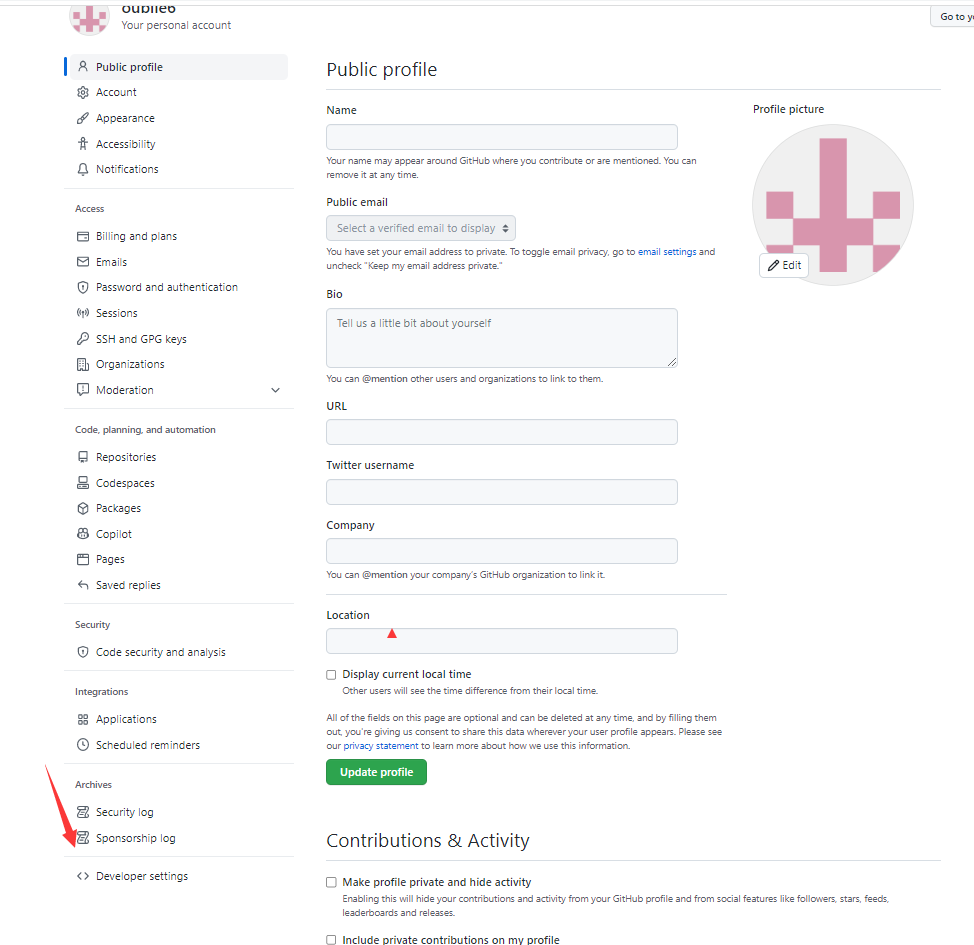 oublie6
Your personal account
Go to
Public profile
Account
Appearance
Accessibility
Notifications
Access
Billing and plans
Emails
Password and authentication
Sessions
SSH and GPG keys
Organizations
Moderation
Code, planning, and automation
Repositories
Codespaces
Packages
Copilot
Pages
Saved replies
Security
Code security and analysis
Integrations
Applications
Scheduled reminders
Archives
Security log
Sponsorship log
Developer settings
Public profile
Name
Your name may appear around GitHub where you contribute or are mentioned. You can
remove it at any time.
Public email
Select a verified email to display
You have set your email address to private. To toggle email privacy, go to email settings and
uncheck "Keep my email address private."
Bio
Tell us a little bit about yourself
You can @mention other users and organizations to link to them.
URL
Twitter username
Company
You can @mention your company's GitHub organization to link it.
Location
Display current local time
Other users will see the time difference from their local time.
All of the fields on this page are optional and can be deleted at any time, and by filling them
out, you're giving us consent to share this data wherever your user profile appears. Please see
our privacy statement to learn more about how we use this information.
Update profile
Profile picture
Edit
Contributions & Activity
Make profile private and hide activity
Enabling this will hide your contributions and activity from your GitHub profile and from social features like followers, stars, feeds,
leaderboards and releases.
Include private contributions on my profile